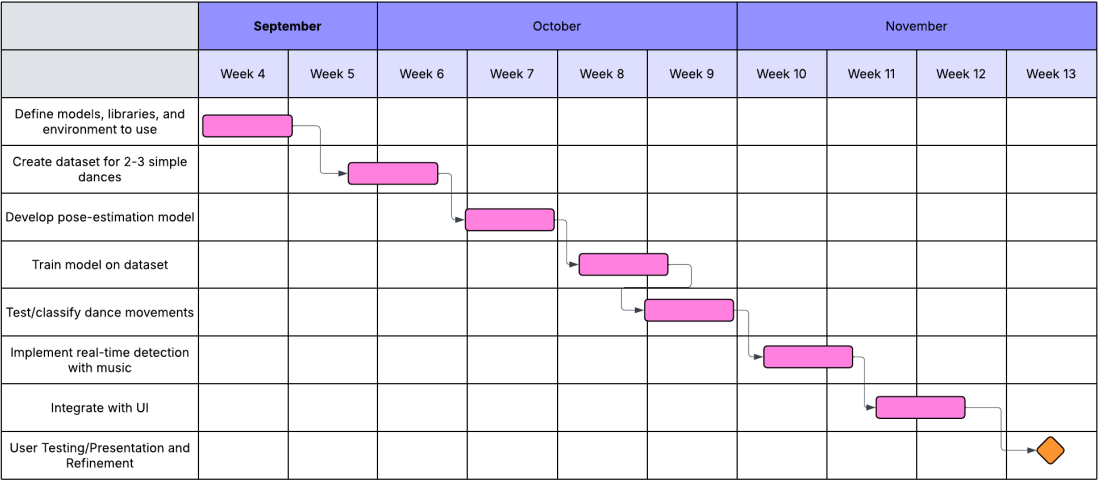 September
October
November
Week 4
Week 5
Week 6
Week 7
Week 8
Week 9
Week 10
Week 11
Week 12
Week 13
Define models, libraries, and
environment to use
Create dataset for 2-3 simple
dances
Develop pose-estimation model
Train model on dataset
Test/classify dance movements
Implement real-time detection
with music
Integrate with UI
User Testing/Presentation and
Refinement